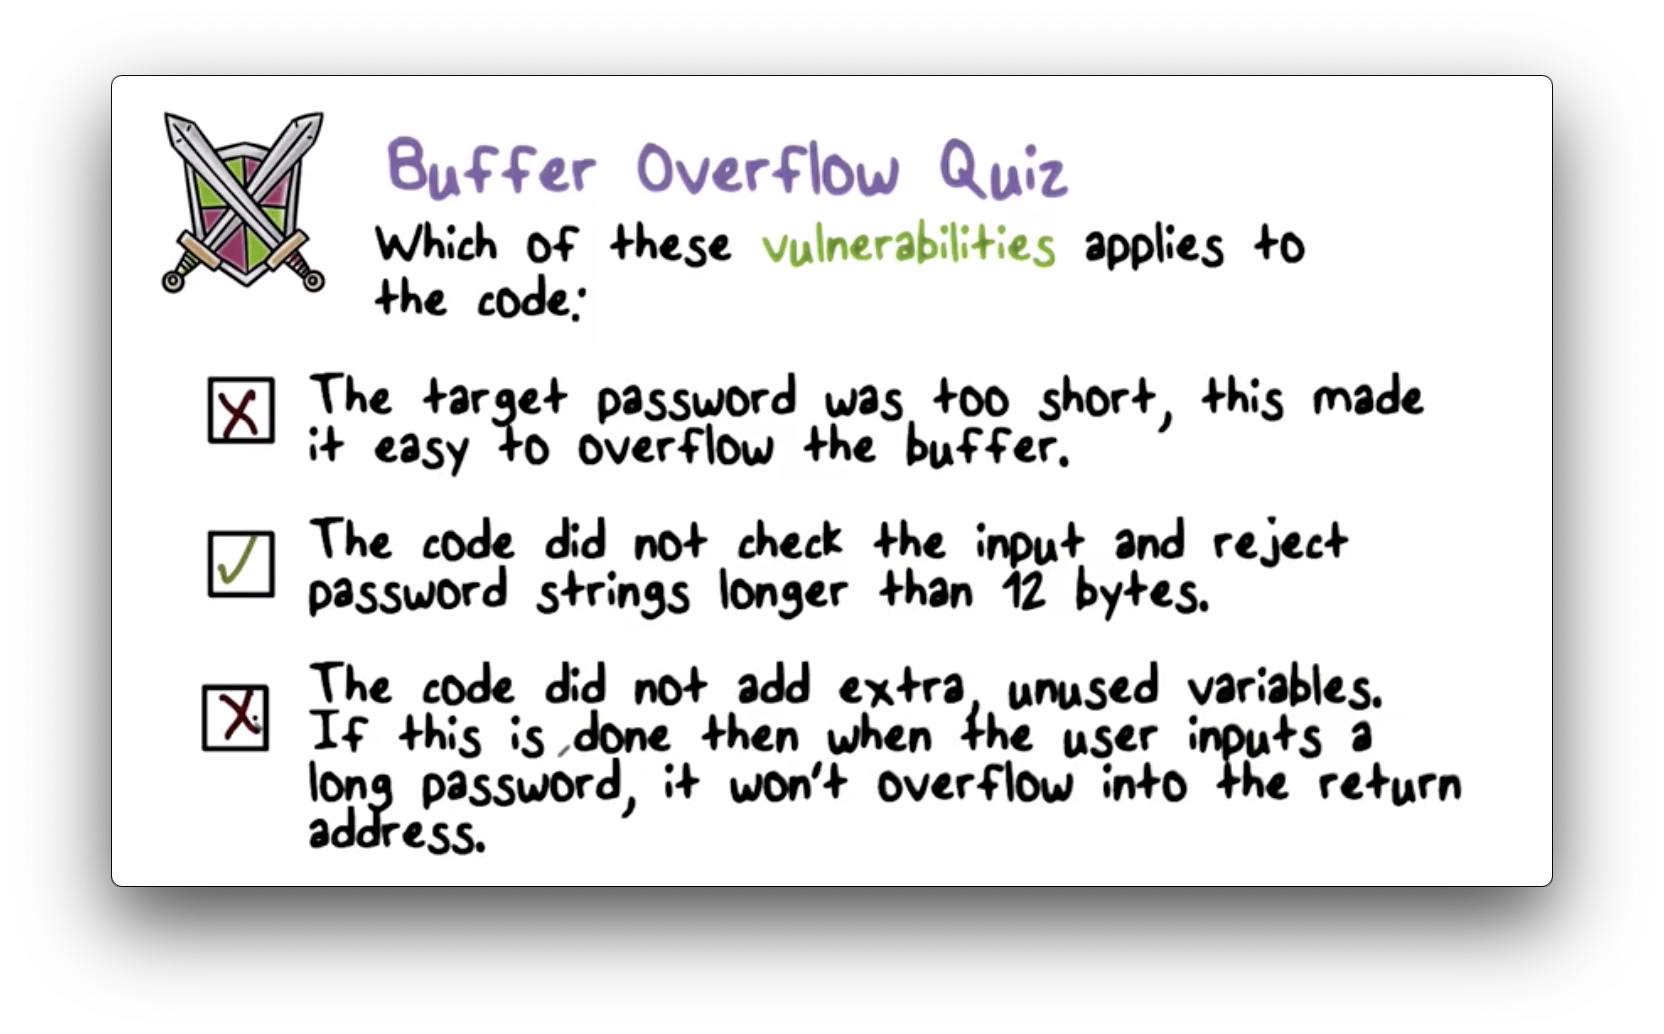 Buffer Overflow Quiz
Which of these vulnerabilities applies to
the code:
The target password was too short, this made
it easy to overflow the buffer.
The code did not check the input and reject
password strings longer than 12 bytes.
The code did not add extra, unused variables.
If this is done then when the user inputs a
long password, it won't overflow into the return
address.